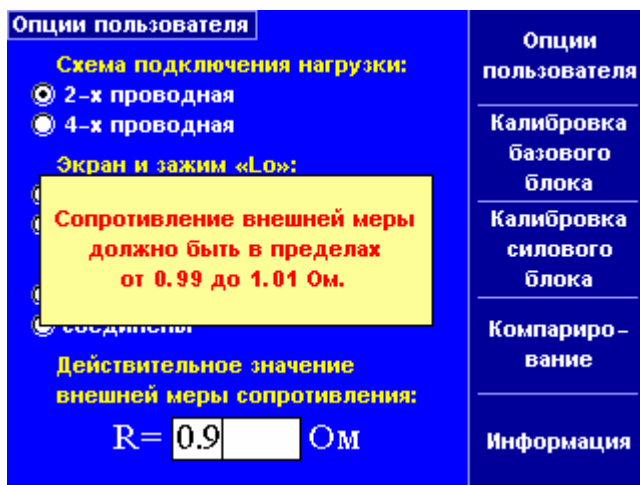 Опции пользователя
Схема подключения нагрузки:
2-х проводная
4-х проводная
Экран и зажим «Lo»:
Сопротивление внешней меры
должно быть в пределах
от 0.99 до 1.01 Ом.
соединены
Действительное значение
внешней меры сопротивления:
R= 0.9 Ом
Опции
пользователя
Калибровка
базового
блока
Калибровка
силового
блока
Компариро-
вание
Информация